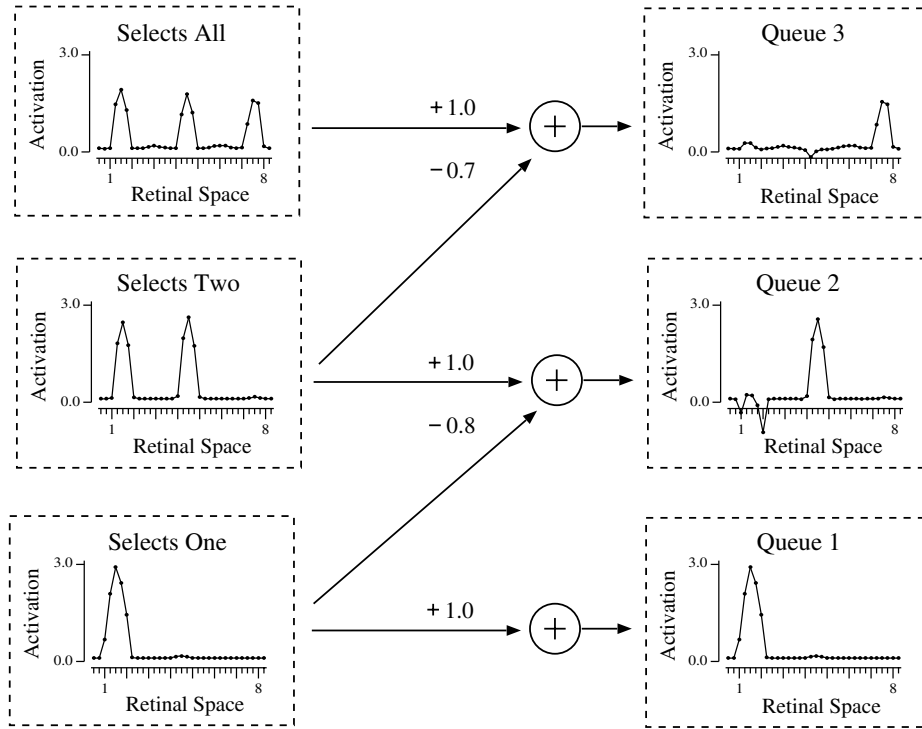 Selects All
Activation
3.0
0.0
1
8
Retinal Space
+1.0
−0.7
+
Queue 3
Activation
3.0
0.0
1
8
Retinal Space
Selects Two
Activation
3.0
0.0
1
8
Retinal Space
+1.0
−0.8
+
Queue 2
Activation
3.0
0.0
1
8
Retinal Space
Selects One
Activation
3.0
0.0
1
8
Retinal Space
+1.0
+
Queue 1
Activation
3.0
0.0
1
8
Retinal Space